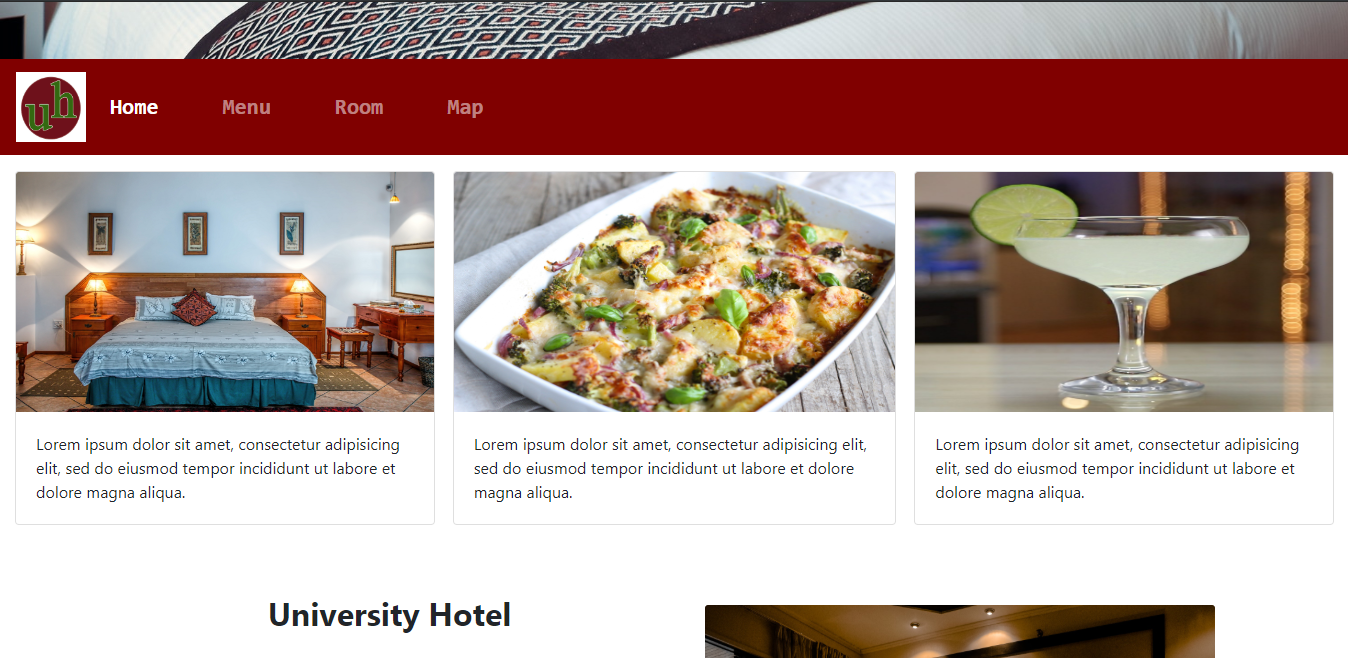 uh
Home Menu Room Map
Lorem ipsum dolor sit amet, consectetur adipisicing
elit, sed do eiusmod tempor incididunt ut labore et
dolore magna aliqua.
Lorem ipsum dolor sit amet, consectetur adipisicing elit,
sed do eiusmod tempor incididunt ut labore et dolore
magna aliqua.
Lorem ipsum dolor sit amet, consectetur adipisicing
elit, sed do eiusmod tempor incididunt ut labore et
dolore magna aliqua.
University Hotel